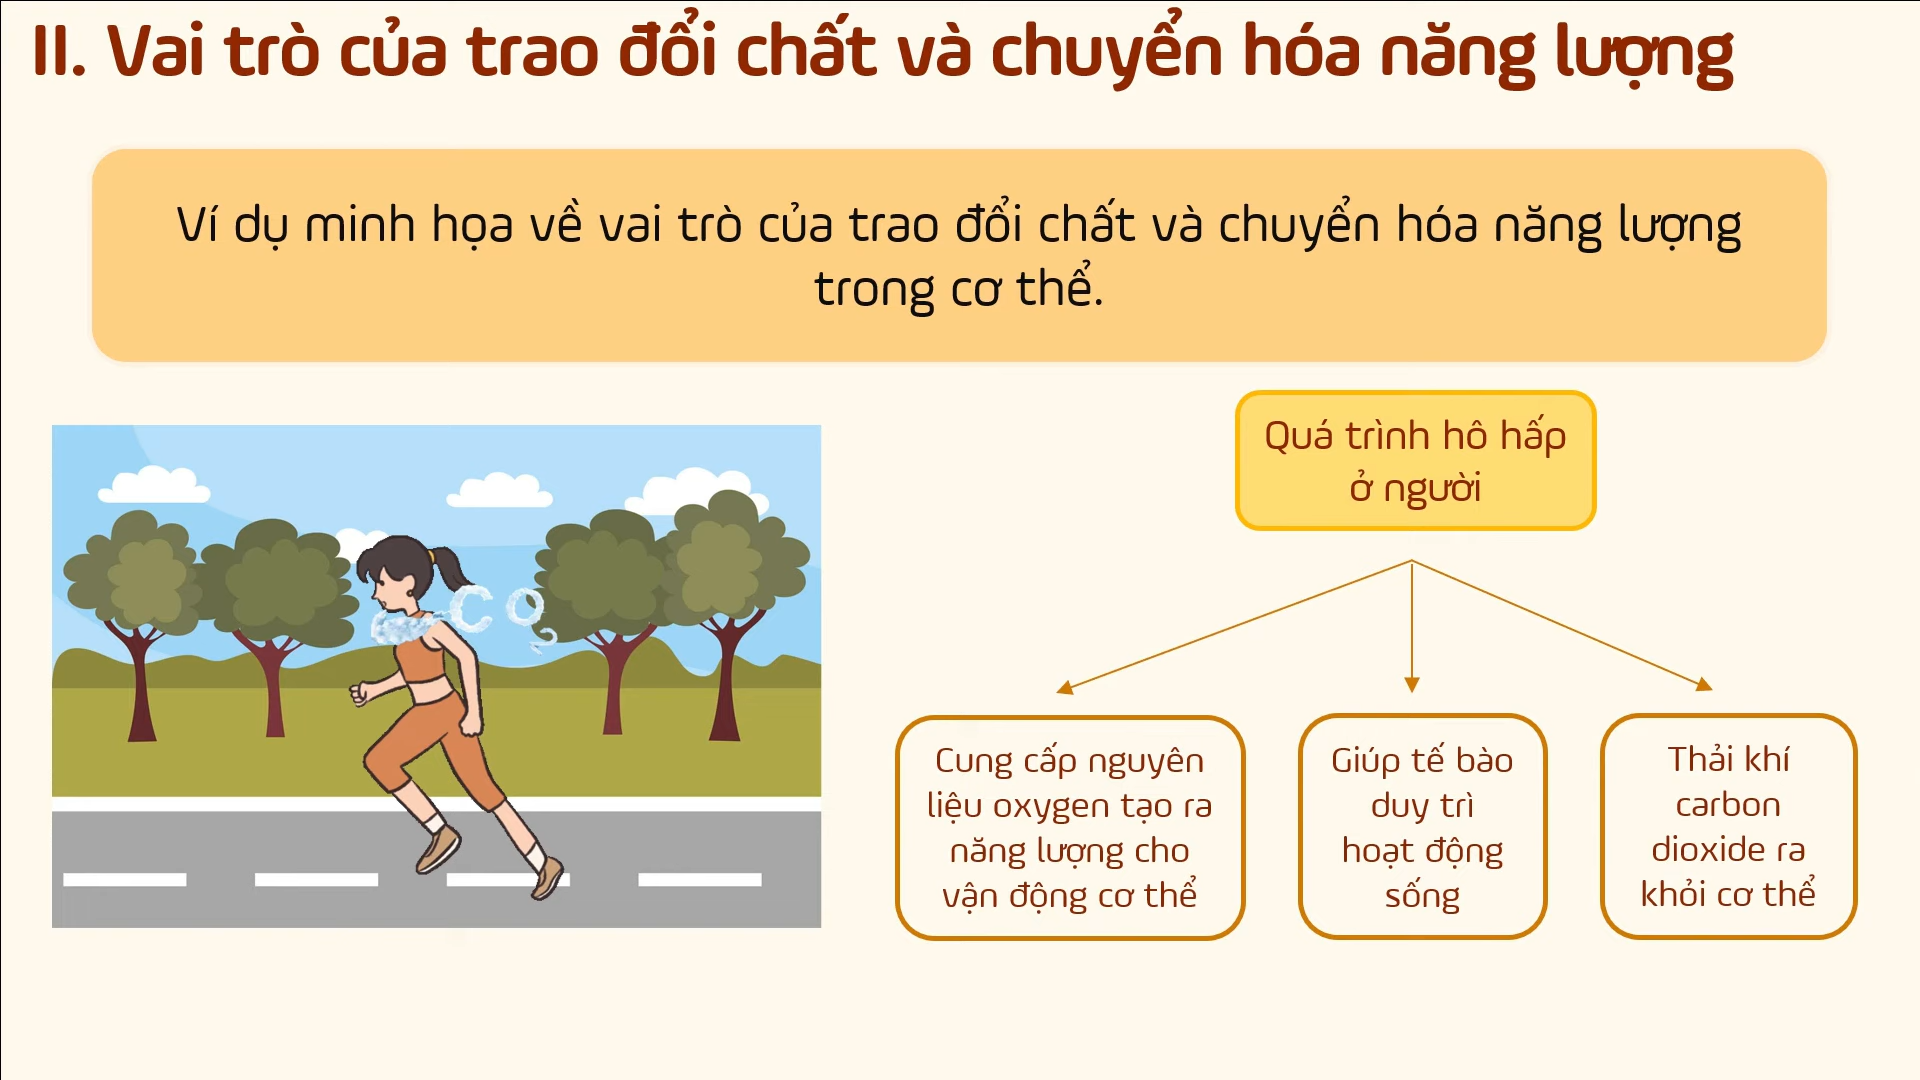 II. Vai trò của trao đổi chất và chuyển hóa năng lượng
Ví dụ minh họa về vai trò của trao đổi chất và chuyển hóa năng lượng
trong cơ thể.
Quá trình hô hấp
ở người
CO2
Cung cấp nguyên
liệu oxygen tạo ra
năng lượng cho
vận động cơ thể
Giúp tế bào
duy trì
hoạt động
sống
Thải khí
carbon
dioxide ra
khỏi cơ thể